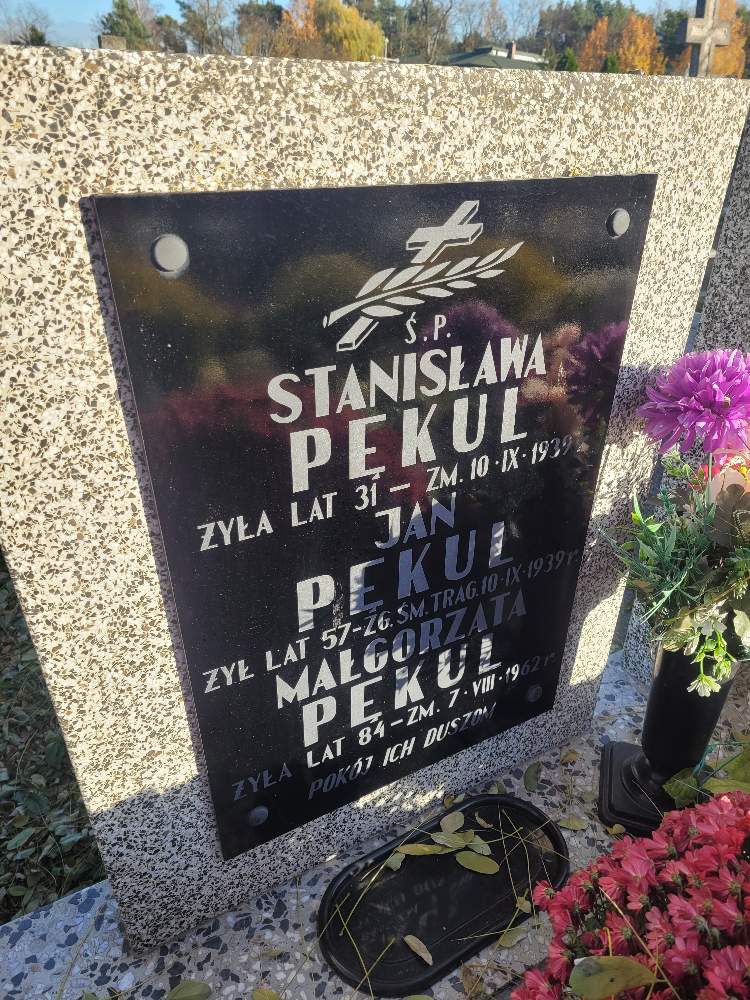 Ś.P.
STANISŁAWA
PĘKUL
ŻYŁA LAT 31 – ZM. 10·IX·1939
JAN
PĘKUL
ŻYŁ LAT 57-ZG. ŚM. TRAG. 10·IX·1939 r.
MAŁGORZATA
PĘKUL
ŻYŁA LAT 84 – ZM. 7·VIII·1962 r.
POKÓJ ICH DUSZOM